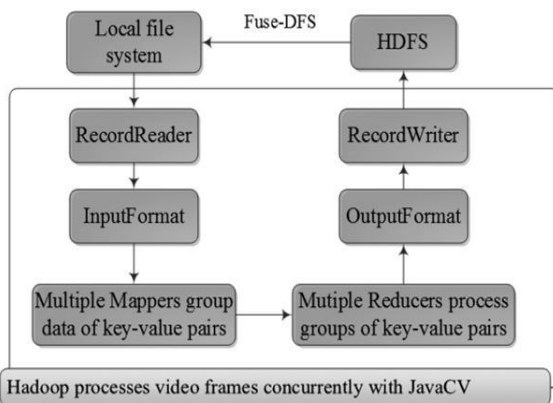 Local file
system
Fuse-DFS
HDFS
RecordReader
RecordWriter
InputFormat
OutputFormat
Multiple Mappers group
data of key-value pairs
Mutiple Reducers process
groups of key-value pairs
Hadoop processes video frames concurrently with JavaCV